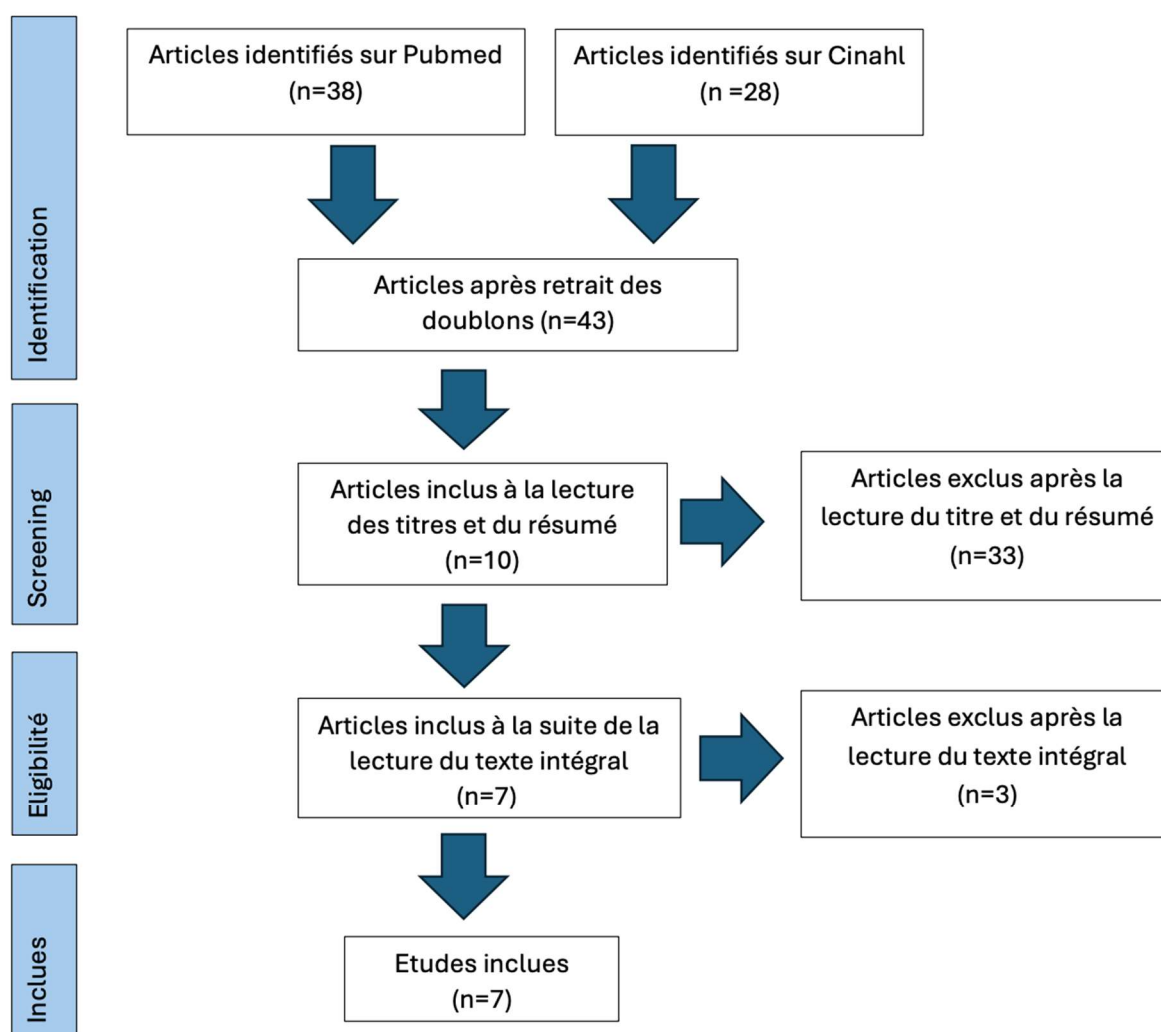 Identification
Articles identifiés sur Pubmed
(n=38)
Articles identifiés sur Cinahl
(n =28)
Articles après retrait des
doublons (n=43)
Screening
Articles inclus à la lecture
des titres et du résumé
(n=10)
Articles exclus après la
lecture du titre et du résumé
(n=33)
Eligibilité
Articles inclus à la suite de la
lecture du texte intégral
(n=7)
Articles exclus après la
lecture du texte intégral
(n=3)
Inclues
Etudes inclues
(n=7)